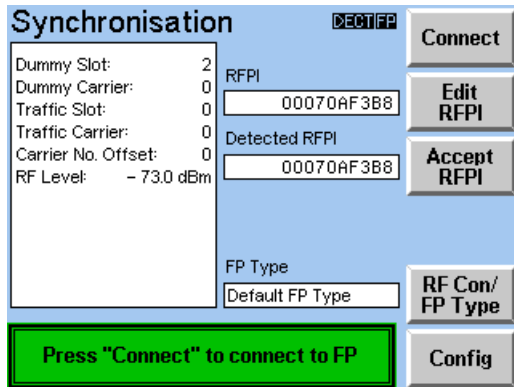 Synchronisation
DECT FP
Dummy Slot: 2
Dummy Carrier: 0
Traffic Slot: 0
Traffic Carrier: 0
Carrier No. Offset: 0
RF Level: - 73.0 dBm
RFPI
00070AF3B8
Detected RFPI
00070AF3B8
FP Type
Default FP Type
Press "Connect" to connect to FP
Connect
Edit
RFPI
Accept
RFPI
RF Con/
FP Type
Config